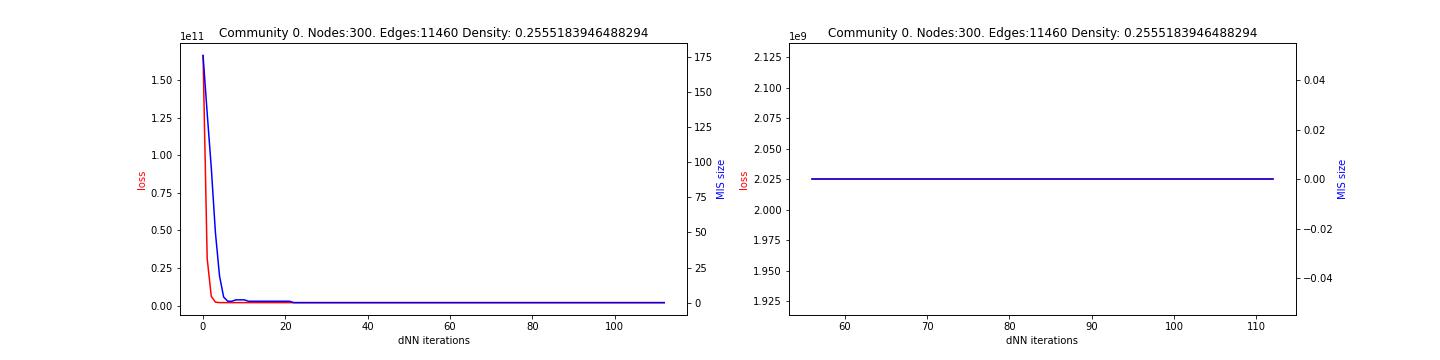 Community 0. Nodes:300. Edges:11460 Density: 0.2555183946488294
1e11
1.50
1.25
1.00
0.75
0.50
0.25
0.00
loss
175
150
125
100
75
50
25
0
MIS size
0 20 40 60 80 100
dNN iterations
Community 0. Nodes:300. Edges:11460 Density: 0.2555183946488294
1e9
2.125
2.100
2.075
2.050
2.025
2.000
1.975
1.950
1.925
loss
0.04
0.02
0.00
−0.02
−0.04
MIS size
60 70 80 90 100 110
dNN iterations